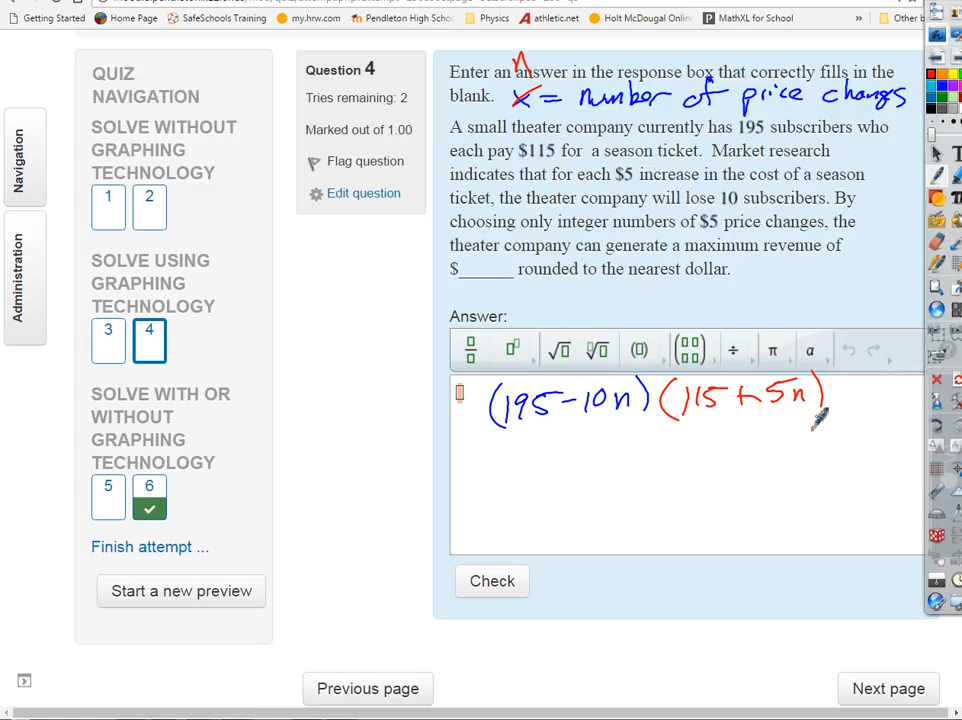 Getting Started Home Page SafeSchools Training my.hrw.com Pendleton High Scho Physics athletic.net Holt McDougal Onlin MathXL for School » Other b
Navigation
Administration
QUIZ
NAVIGATION
SOLVE WITHOUT
GRAPHING
TECHNOLOGY
1 2
SOLVE USING
GRAPHING
TECHNOLOGY
3 4
SOLVE WITH OR
WITHOUT
GRAPHING
TECHNOLOGY
5 6
Finish attempt ...
Start a new preview
Question 4
Tries remaining: 2
Marked out of 1.00
Flag question
Edit question
n
Enter an answer in the response box that correctly fills in the
blank. x = number of price changes
A small theater company currently has 195 subscribers who
each pay $115 for a season ticket. Market research
indicates that for each $5 increase in the cost of a season
ticket, the theater company will lose 10 subscribers. By
choosing only integer numbers of $5 price changes, the
theater company can generate a maximum revenue of
$______ rounded to the nearest dollar.
Answer:
÷ π α
(195-10n)(115+5n)
Check
Previous page
Next page